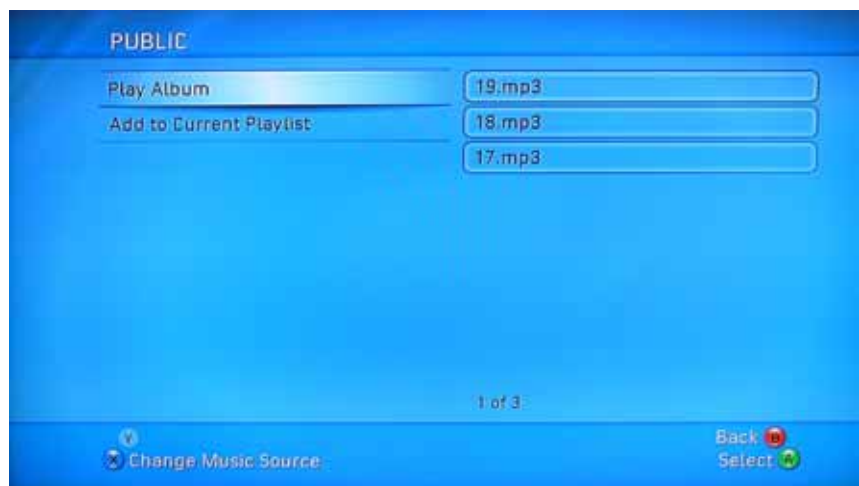 PUBLIC
Play Album
Add to Current Playlist
19.mp3
18.mp3
17.mp3
1 of 3
Y
X Change Music Source
Back B
Select A